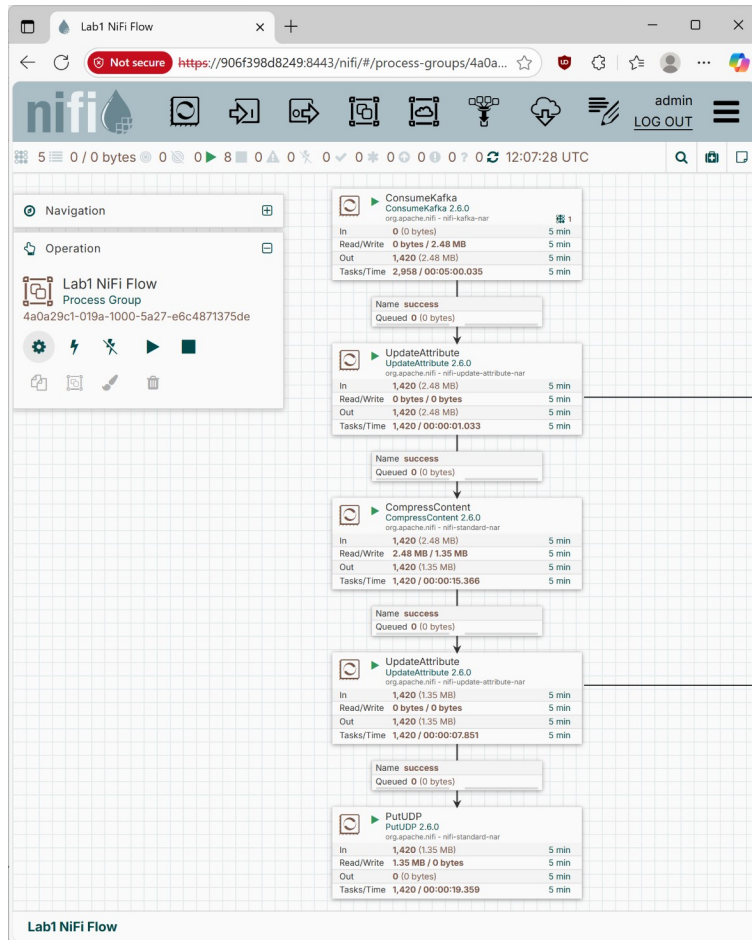 Lab1 NiFi Flow
Not secure https://906f398d8249:8443/nifi/#/process-groups/4a0a...
nifi
admin
LOG OUT
5 0 / 0 bytes 0 0 8 0 0 0 0 0 0 0 0 12:07:28 UTC
Navigation
Operation
Lab1 NiFi Flow
Process Group
4a0a29c1-019a-1000-5a27-e6c4871375de
ConsumeKafka
ConsumeKafka 2.6.0
org.apache.nifi - nifi-kafka-nar
1
In 0 (0 bytes) 5 min
Read/Write 0 bytes / 2.48 MB 5 min
Out 1,420 (2.48 MB) 5 min
Tasks/Time 2,958 / 00:05:00.035 5 min
Name success
Queued 0 (0 bytes)
UpdateAttribute
UpdateAttribute 2.6.0
org.apache.nifi - nifi-update-attribute-nar
In 1,420 (2.48 MB) 5 min
Read/Write 0 bytes / 0 bytes 5 min
Out 1,420 (2.48 MB) 5 min
Tasks/Time 1,420 / 00:00:01.033 5 min
Name success
Queued 0 (0 bytes)
CompressContent
CompressContent 2.6.0
org.apache.nifi - nifi-standard-nar
In 1,420 (2.48 MB) 5 min
Read/Write 2.48 MB / 1.35 MB 5 min
Out 1,420 (1.35 MB) 5 min
Tasks/Time 1,420 / 00:00:15.366 5 min
Name success
Queued 0 (0 bytes)
UpdateAttribute
UpdateAttribute 2.6.0
org.apache.nifi - nifi-update-attribute-nar
In 1,420 (1.35 MB) 5 min
Read/Write 0 bytes / 0 bytes 5 min
Out 1,420 (1.35 MB) 5 min
Tasks/Time 1,420 / 00:00:07.851 5 min
Name success
Queued 0 (0 bytes)
PutUDP
PutUDP 2.6.0
org.apache.nifi - nifi-standard-nar
In 1,420 (1.35 MB) 5 min
Read/Write 1.35 MB / 0 bytes 5 min
Out 0 (0 bytes) 5 min
Tasks/Time 1,420 / 00:00:19.359 5 min
Lab1 NiFi Flow